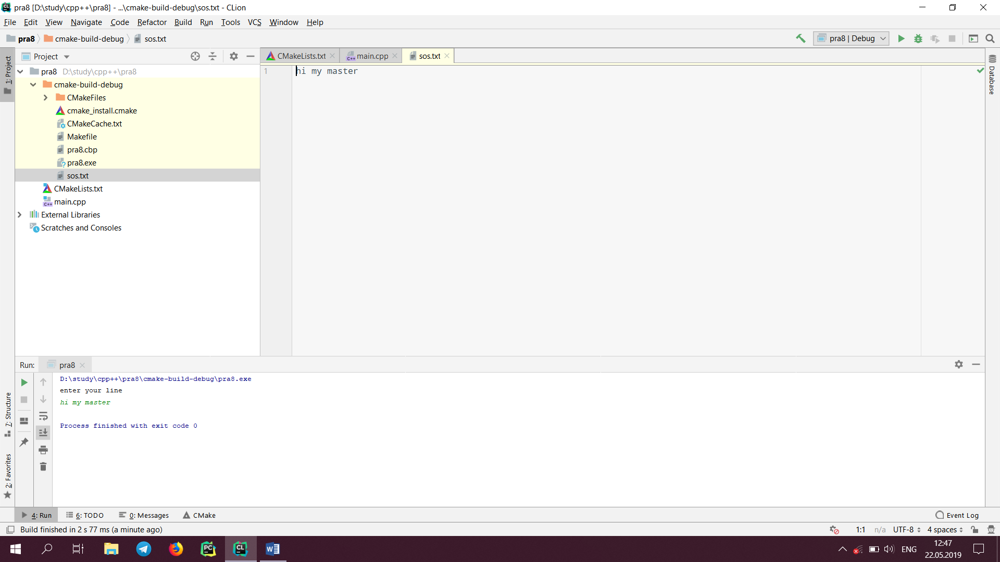 pra8 [D:\study\cpp++\pra8] - ...\cmake-build-debug\sos.txt - CLion
File Edit View Navigate Code Refactor Build Run Tools VCS Window Help
pra8 cmake-build-debug sos.txt
pra8 | Debug
1: Project
Project
CMakeLists.txt main.cpp sos.txt
pra8 D:\study\cpp++\pra8
cmake-build-debug
CMakeFiles
cmake_install.cmake
CMakeCache.txt
Makefile
pra8.cbp
pra8.exe
sos.txt
CMakeLists.txt
main.cpp
External Libraries
Scratches and Consoles
1 hi my master
Database
Run: pra8
D:\study\cpp++\pra8\cmake-build-debug\pra8.exe
enter your line
hi my master
Process finished with exit code 0
7: Structure
2: Favorites
4: Run 6: TODO 0: Messages CMake Event Log
Build finished in 2 s 77 ms (a minute ago) 1:1 n/a UTF-8 4 spaces
ENG 12:47
22.05.2019